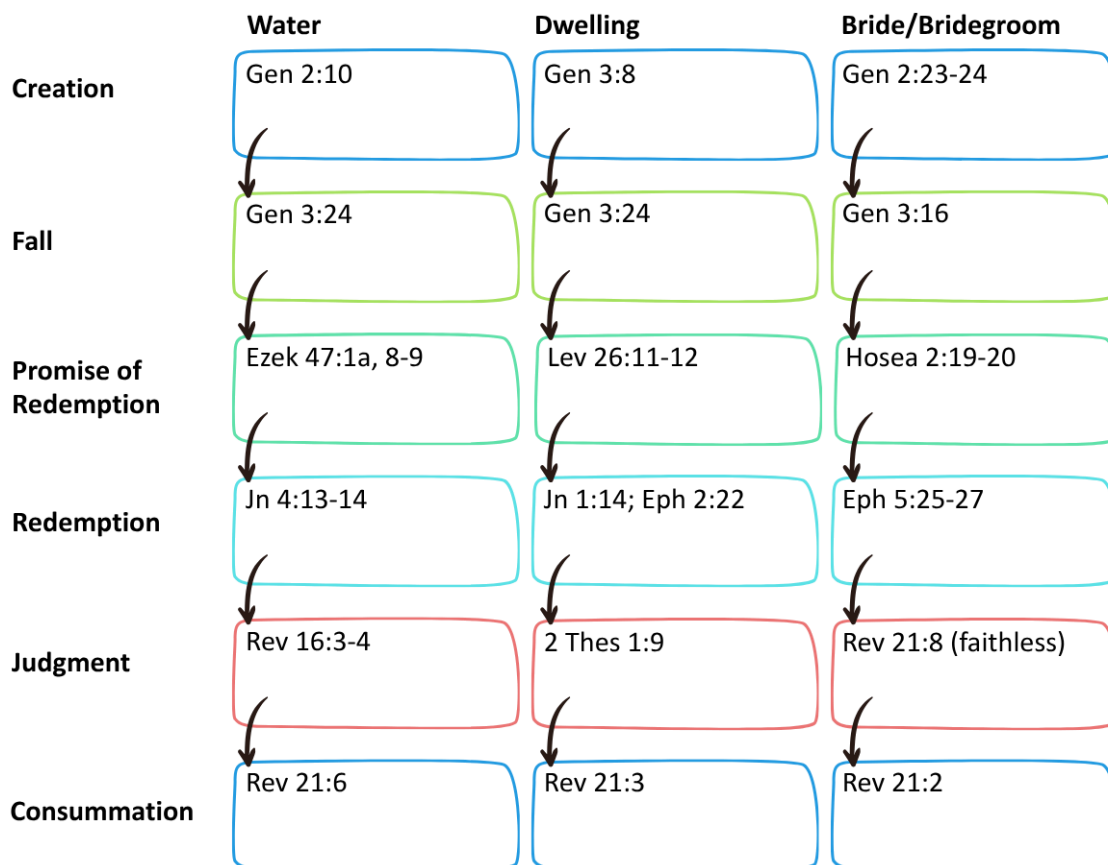 Water Dwelling Bride/Bridegroom
Creation
Gen 2:10
Gen 3:8
Gen 2:23-24
Fall
Gen 3:24
Gen 3:24
Gen 3:16
Promise of
Redemption
Ezek 47:1a, 8-9
Lev 26:11-12
Hosea 2:19-20
Redemption
Jn 4:13-14
Jn 1:14; Eph 2:22
Eph 5:25-27
Judgment
Rev 16:3-4
2 Thes 1:9
Rev 21:8 (faithless)
Consummation
Rev 21:6
Rev 21:3
Rev 21:2